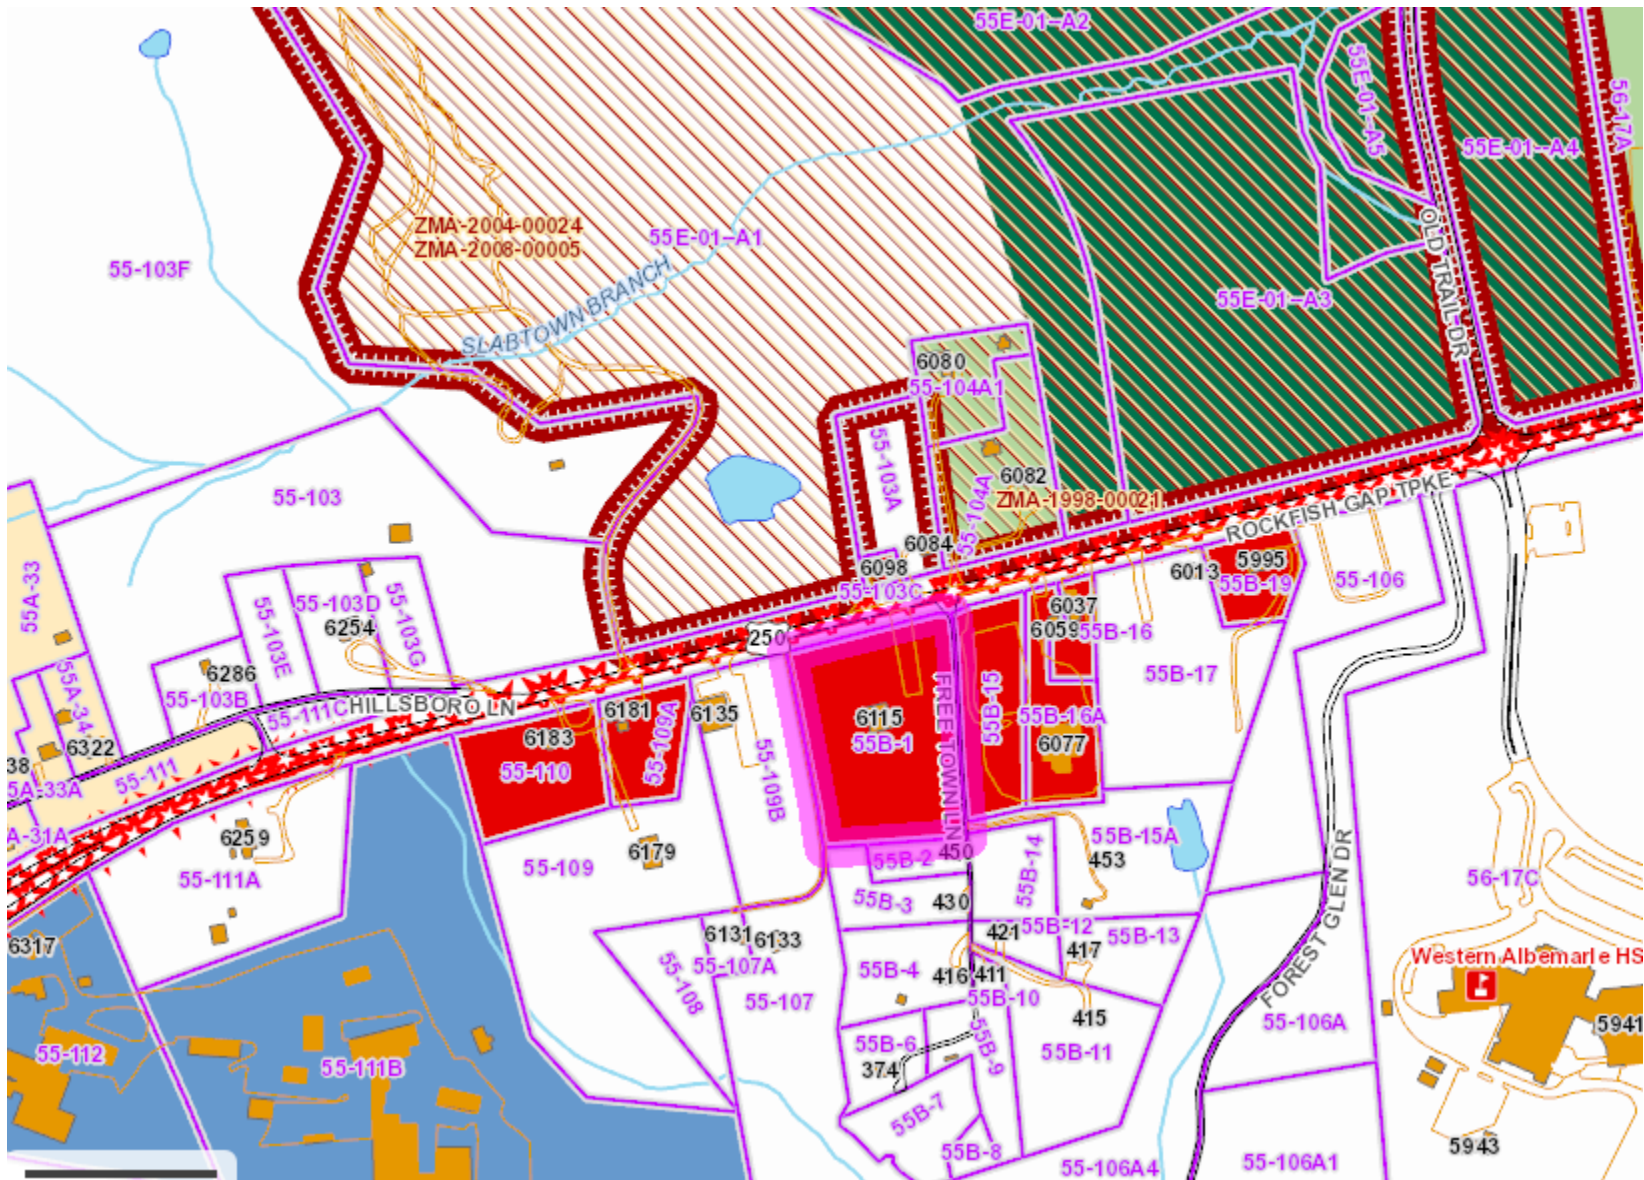 55E-01--A2
55E-01--A5
56-17A
55E-01--A4
ZMA-2004-00024
ZMA-2008-00005
55E-01--A1
55-103F
SLABTOWN BRANCH
55E-01--A3
OLD TRAIL DR
6080
55-104A1
55-103A
6082
ZMA-1998-00021
55-104A
55-103
ROCKFISH GAP TPKE
6084
6098
55-103C
6013
5995
55B-19
55-106
55A-33
55-103D
55-103E
55-103G
6254
6037
6059
55B-16
250
6286
55-103B
55A-34
55-111C
HILLSBORO LN
6181
6135
55-109A
FREE TOWN LN
55B-15
55B-17
55B-16A
6115
55B-1
6183
55-110
6077
6322
38
55-111
5A-33A
55-109B
A-31A
6259
55-111A
6179
55-109
55B-2
450
55B-14
453
55B-15A
FOREST GLEN DR
56-17C
55B-3
430
6317
6131
6133
421
55B-12
417
55B-13
55-107A
55-108
55B-4
416
411
55B-10
Western Albemarle HS
55-107
415
55B-9
55-106A
5941
55B-6
374
55B-11
55-112
55-111B
55B-7
55B-8
5943
55-106A4
55-106A1